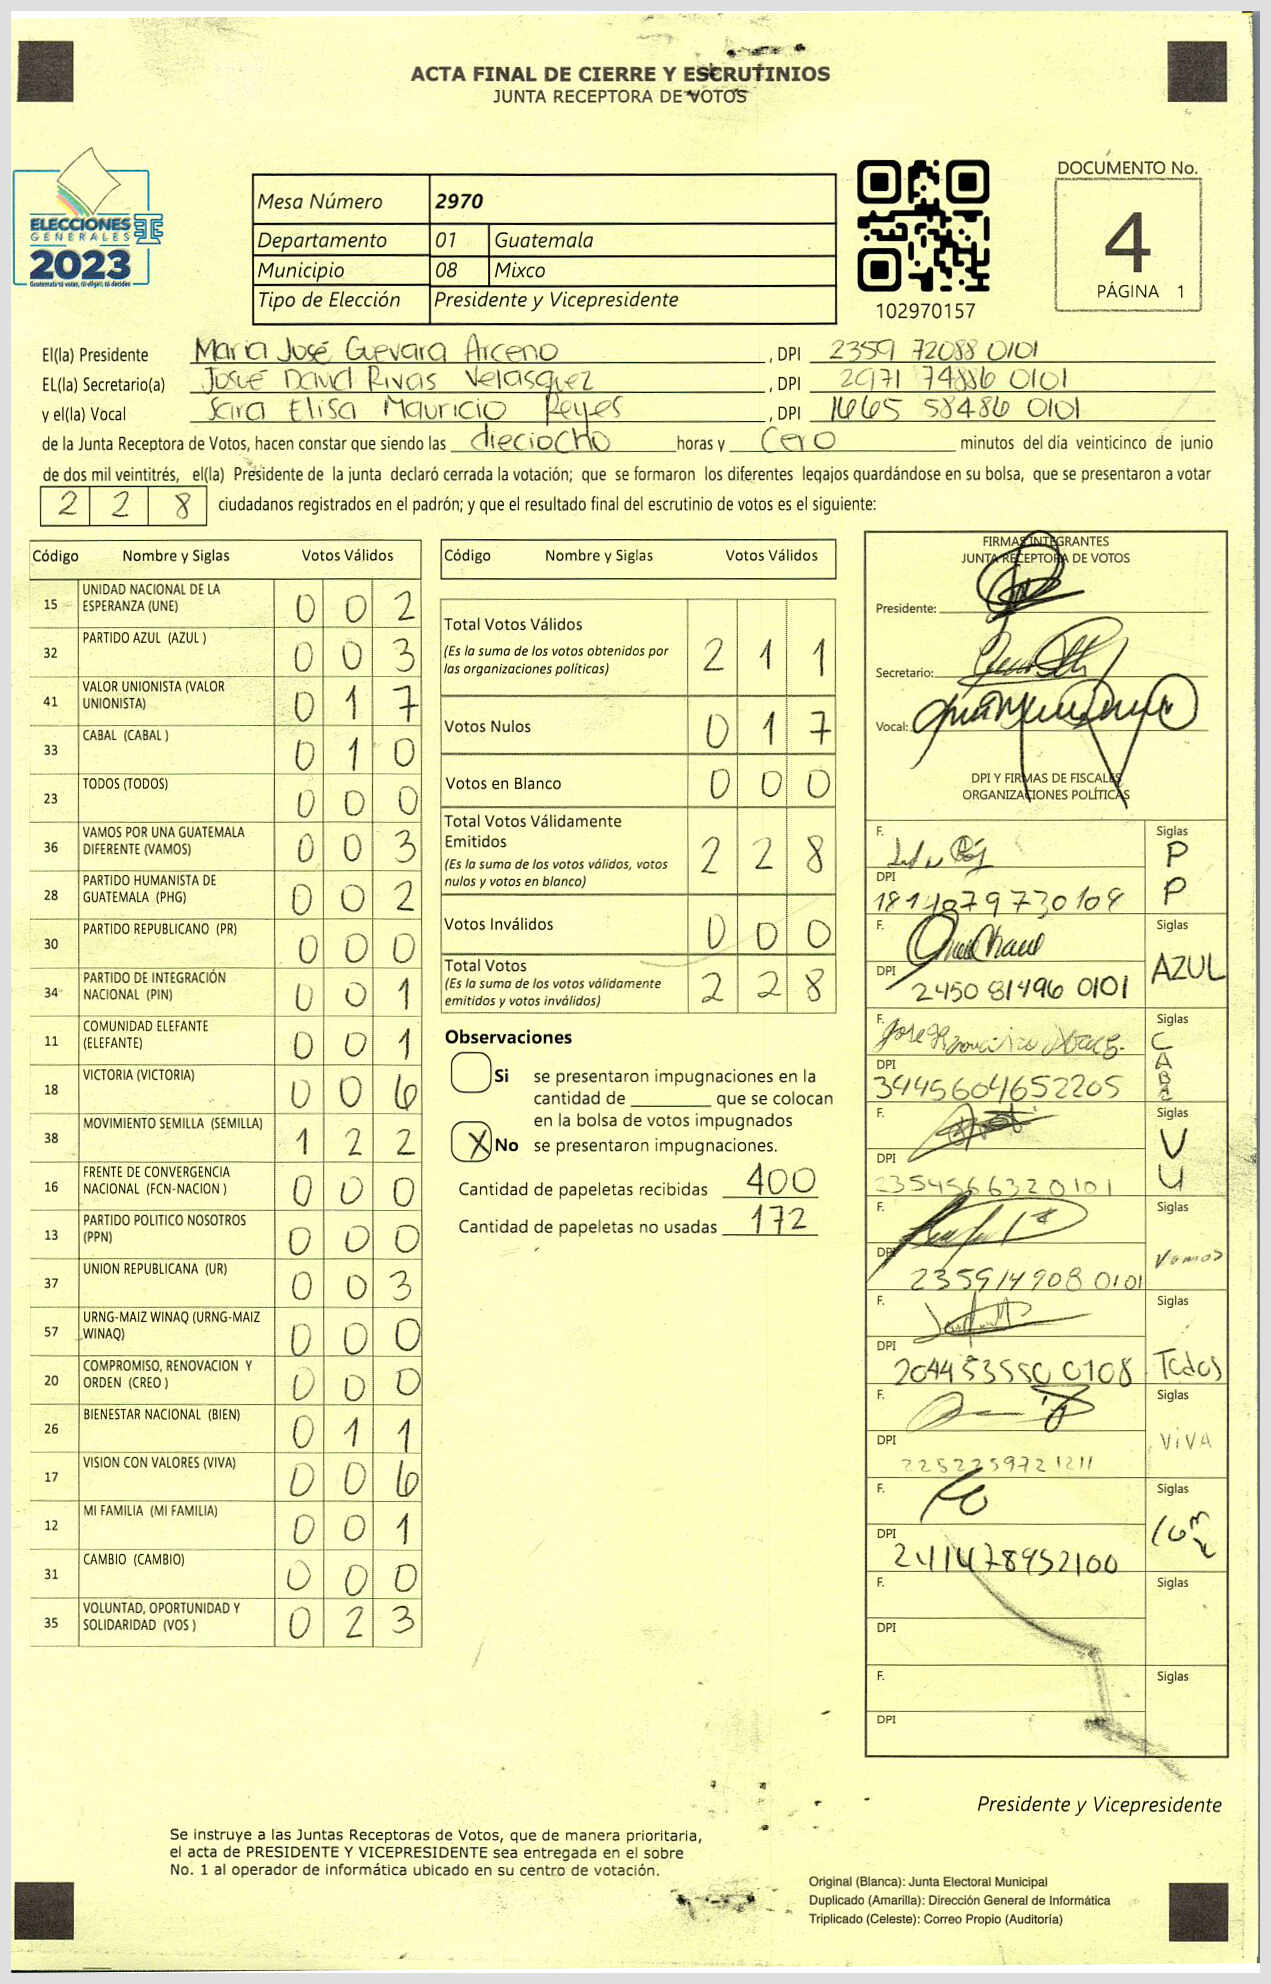 ACTA FINAL DE CIERRE Y ESCRUTINIOS
JUNTA RECEPTORA DE VOTOS
ELECCIONES
GENERALES
2023
Guatemala tú votas, tú eliges, tú decides
Mesa Número 2970
Departamento 01 Guatemala
Municipio 08 Mixco
Tipo de Elección Presidente y Vicepresidente
102970157
DOCUMENTO No.
4
PÁGINA 1
El(la) Presidente Maria José Guevara Arceno, DPI 2359 72088 0101
EL(la) Secretario(a) Josué David Rivas Velasquez, DPI 2971 74886 0101
y el(la) Vocal Sara Elisa Mauricio Reyes, DPI 1665 58486 0101
de la Junta Receptora de Votos, hacen constar que siendo las dieciocho horas y Cero minutos del día veinticinco de junio
de dos mil veintitrés, el(la) Presidente de la junta declaró cerrada la votación; que se formaron los diferentes legajos guardándose en su bolsa, que se presentaron a votar
2 2 8 ciudadanos registrados en el padrón; y que el resultado final del escrutinio de votos es el siguiente:
Código Nombre y Siglas Votos Válidos
15 UNIDAD NACIONAL DE LA ESPERANZA (UNE) 0 0 2
32 PARTIDO AZUL (AZUL ) 0 0 3
41 VALOR UNIONISTA (VALOR UNIONISTA) 0 1 7
33 CABAL (CABAL ) 0 1 0
23 TODOS (TODOS) 0 0 0
36 VAMOS POR UNA GUATEMALA DIFERENTE (VAMOS) 0 0 3
28 PARTIDO HUMANISTA DE GUATEMALA (PHG) 0 0 2
30 PARTIDO REPUBLICANO (PR) 0 0 0
34 PARTIDO DE INTEGRACIÓN NACIONAL (PIN) 0 0 1
11 COMUNIDAD ELEFANTE (ELEFANTE) 0 0 1
18 VICTORIA (VICTORIA) 0 0 6
38 MOVIMIENTO SEMILLA (SEMILLA) 1 2 2
16 FRENTE DE CONVERGENCIA NACIONAL (FCN-NACION ) 0 0 0
13 PARTIDO POLITICO NOSOTROS (PPN) 0 0 0
37 UNION REPUBLICANA (UR) 0 0 3
57 URNG-MAIZ WINAQ (URNG-MAIZ WINAQ) 0 0 0
20 COMPROMISO, RENOVACION Y ORDEN (CREO ) 0 0 0
26 BIENESTAR NACIONAL (BIEN) 0 1 1
17 VISION CON VALORES (VIVA) 0 0 6
12 MI FAMILIA (MI FAMILIA) 0 0 1
31 CAMBIO (CAMBIO) 0 0 0
35 VOLUNTAD, OPORTUNIDAD Y SOLIDARIDAD (VOS ) 0 2 3
Código Nombre y Siglas Votos Válidos
Total Votos Válidos 2 1 1
(Es la suma de los votos obtenidos por
las organizaciones políticas)
Votos Nulos 0 1 7
Votos en Blanco 0 0 0
Total Votos Válidamente
Emitidos 2 2 8
(Es la suma de los votos válidos, votos
nulos y votos en blanco)
Votos Inválidos 0 0 0
Total Votos
(Es la suma de los votos válidamente
emitidos y votos inválidos) 2 2 8
Observaciones
Si se presentaron impugnaciones en la
cantidad de ________ que se colocan
en la bolsa de votos impugnados
X No se presentaron impugnaciones.
Cantidad de papeletas recibidas 400
Cantidad de papeletas no usadas 172
FIRMAS INTEGRANTES
JUNTA RECEPTORA DE VOTOS
Presidente:
Secretario:
Vocal:
DPI Y FIRMAS DE FISCALES
ORGANIZACIONES POLÍTICAS
F. Siglas P P
DPI 1814079730108
F. Siglas AZUL
DPI 2450 81496 0101
F. Siglas CABAL
DPI 3445604652205
F. Siglas V U
DPI 2354566320101
F. Siglas Vamos
DPI 235914908 0101
F. Siglas Todos
DPI 204453550 0108
F. Siglas VIVA
DPI 2252259721211
F. Siglas
DPI 2411478952100
F. Siglas
DPI
F. Siglas
DPI
Presidente y Vicepresidente
Se instruye a las Juntas Receptoras de Votos, que de manera prioritaria,
el acta de PRESIDENTE Y VICEPRESIDENTE sea entregada en el sobre
No. 1 al operador de informática ubicado en su centro de votación.
Original (Blanca): Junta Electoral Municipal
Duplicado (Amarilla): Dirección General de Informática
Triplicado (Celeste): Correo Propio (Auditoría)